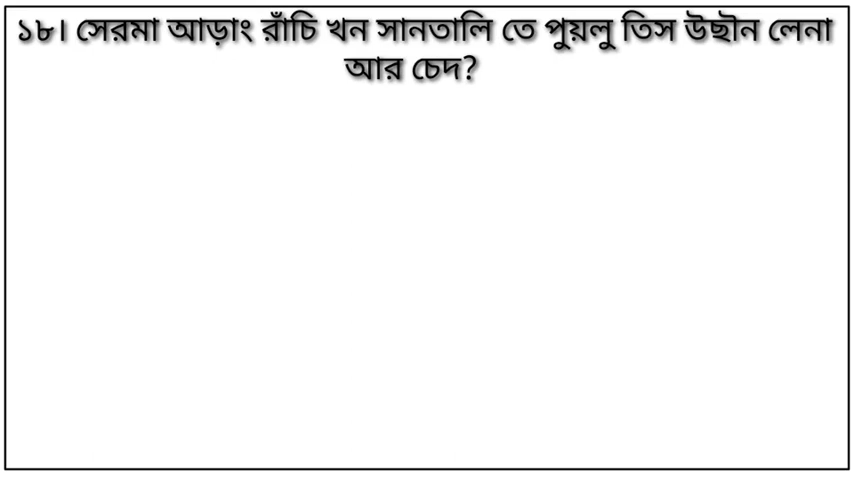 ১৮। সেরমা আড়াং রাঁচি খন সানতালি তে পুয়লু তিস উছীন লেনা
আর চেদ?